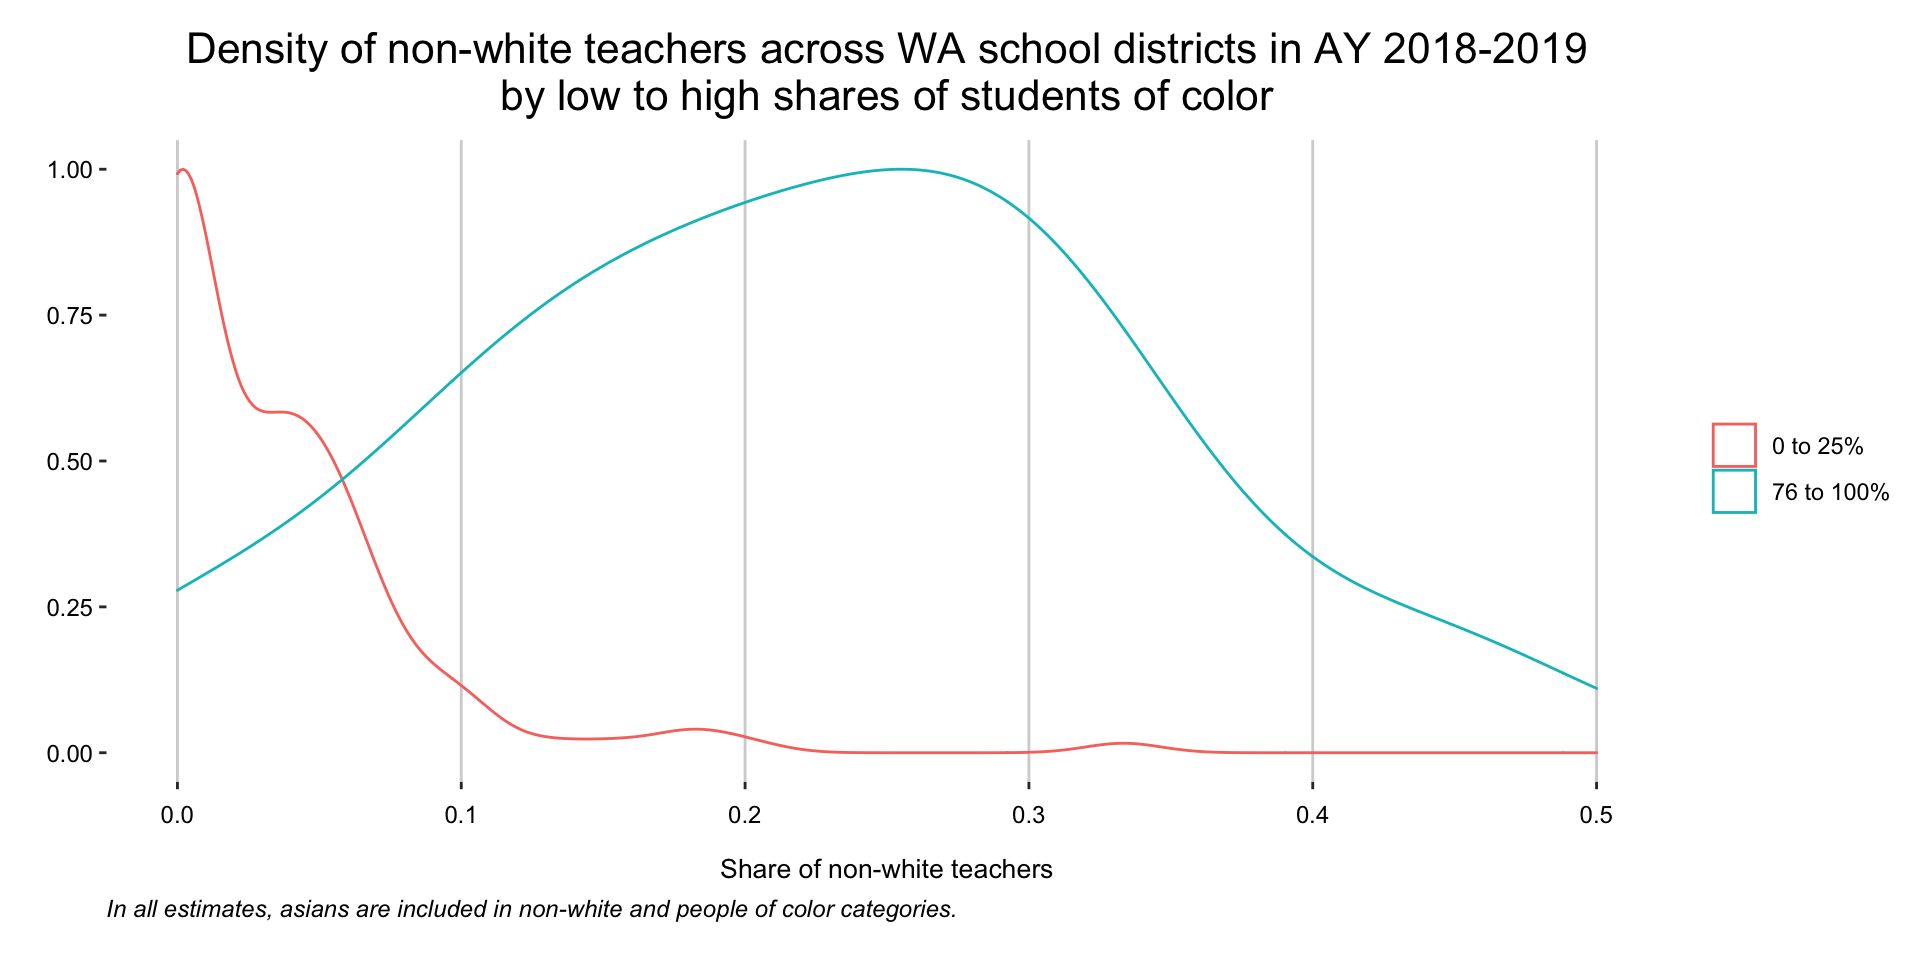 Density of non-white teachers across WA school districts in AY 2018-2019
by low to high shares of students of color
1.00
0.75
0.50
0.25
0.00
0.0 0.1 0.2 0.3 0.4 0.5
Share of non-white teachers
In all estimates, asians are included in non-white and people of color categories.
0 to 25%
76 to 100%